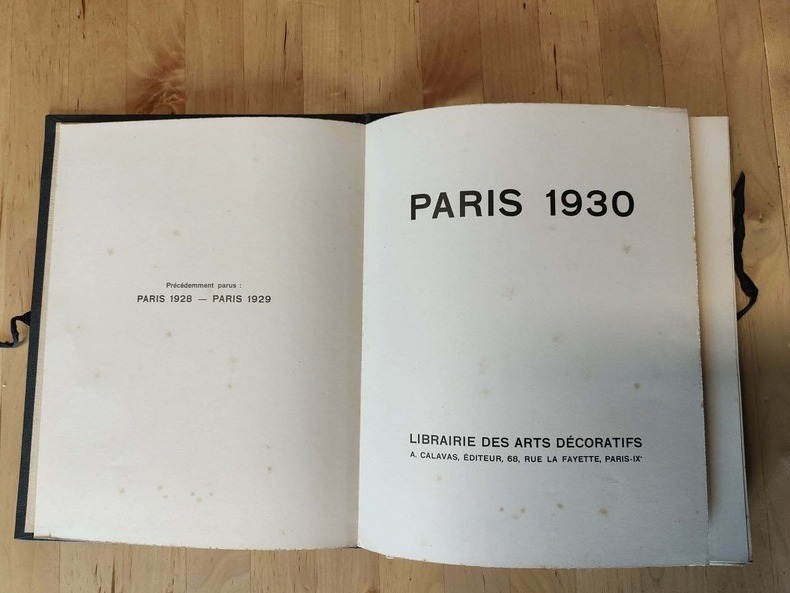 Précédemment parus :
PARIS 1928 — PARIS 1929
PARIS 1930
LIBRAIRIE DES ARTS DÉCORATIFS
A. CALAVAS, ÉDITEUR, 68, RUE LA FAYETTE, PARIS-IXᵉ